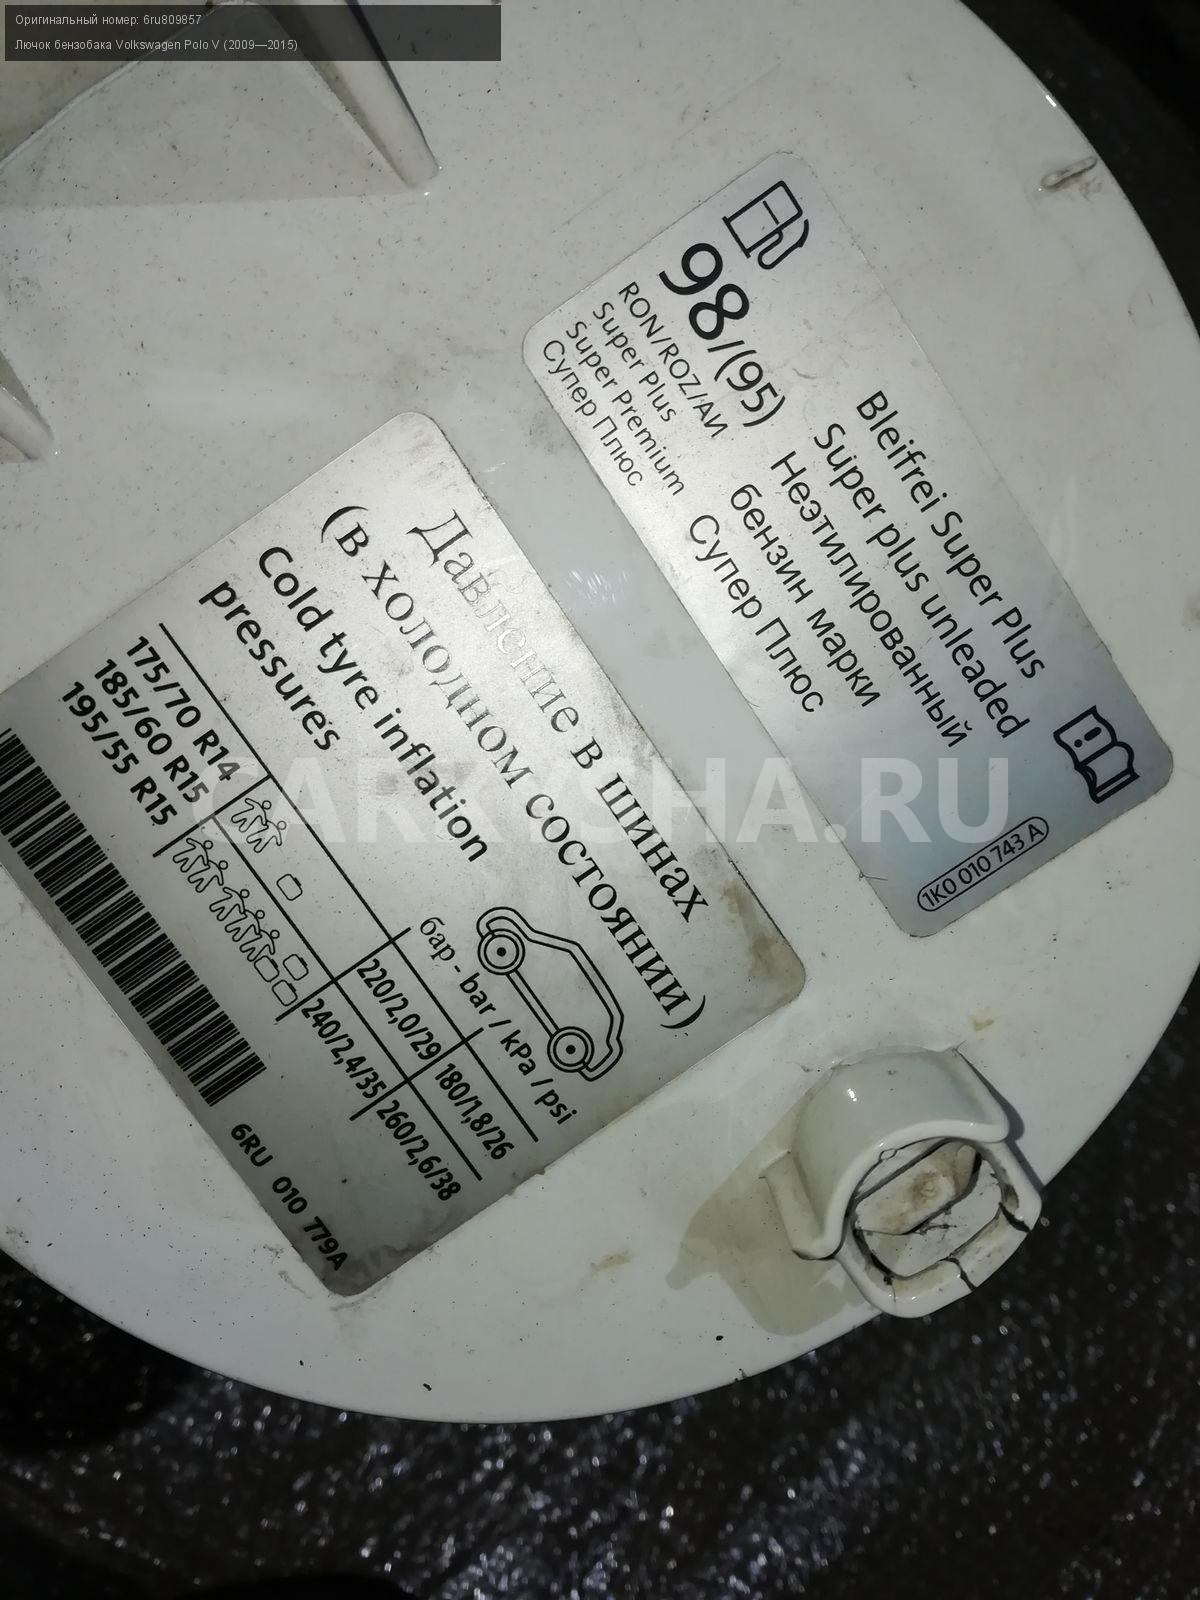 Оригинальный номер: 6ru809857
Лючок бензобака Volkswagen Polo V (2009—2015)
98/(95)
RON/ROZ/АИ
Super Plus
Super Premium
Супер Плюс
Bleifrei Super Plus
Super plus unleaded
Неэтилированный
бензин марки
Супер Плюс
1K0 010 743 A
Давление в шинах
(в холодном состоянии)
Cold tyre inflation
pressures
бар - bar / kPa / psi
175/70 R14
185/60 R15
195/55 R15
220/2,0/29 180/1,8/26
240/2,4/35 260/2,6/38
6RU 010 779A
CARKYSHA.RU